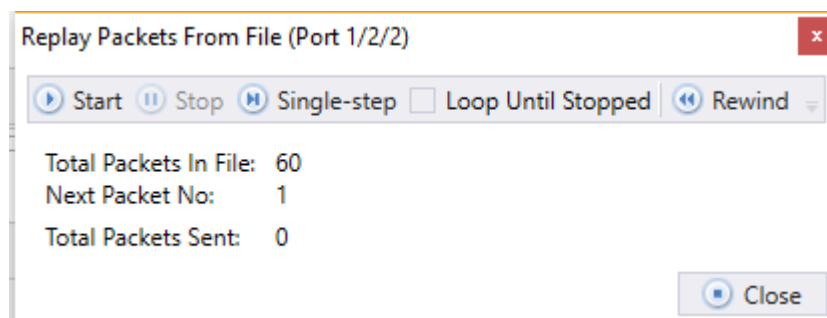 Replay Packets From File (Port 1/2/2)
x
Start Stop Single-step Loop Until Stopped Rewind
Total Packets In File: 60
Next Packet No: 1
Total Packets Sent: 0
Close